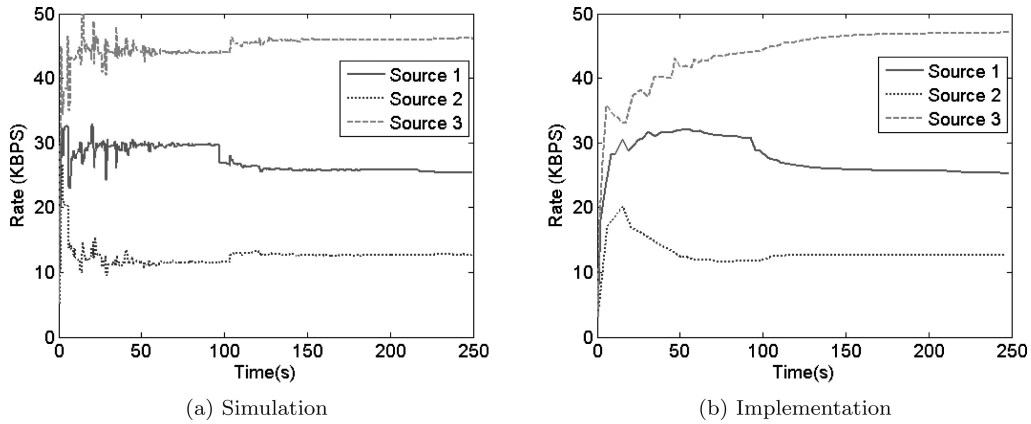 50
40
30
20
10
0
Rate (KBPS)
Source 1
Source 2
Source 3
0 50 100 150 200 250
Time(s)
(a) Simulation
50
40
30
20
10
0
Rate (KBPS)
Source 1
Source 2
Source 3
0 50 100 150 200 250
Time(s)
(b) Implementation